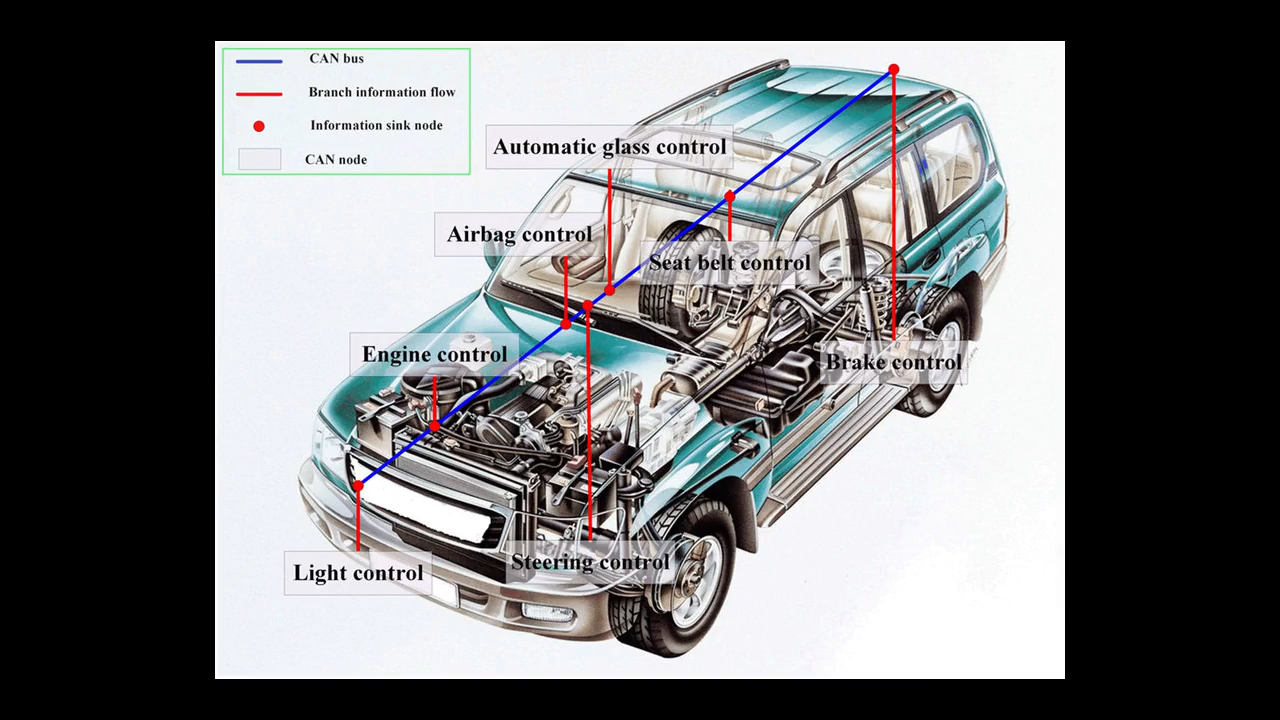 CAN bus
Branch information flow
Information sink node
CAN node
Automatic glass control
Airbag control
Seat belt control
Engine control
Brake control
Steering control
Light control